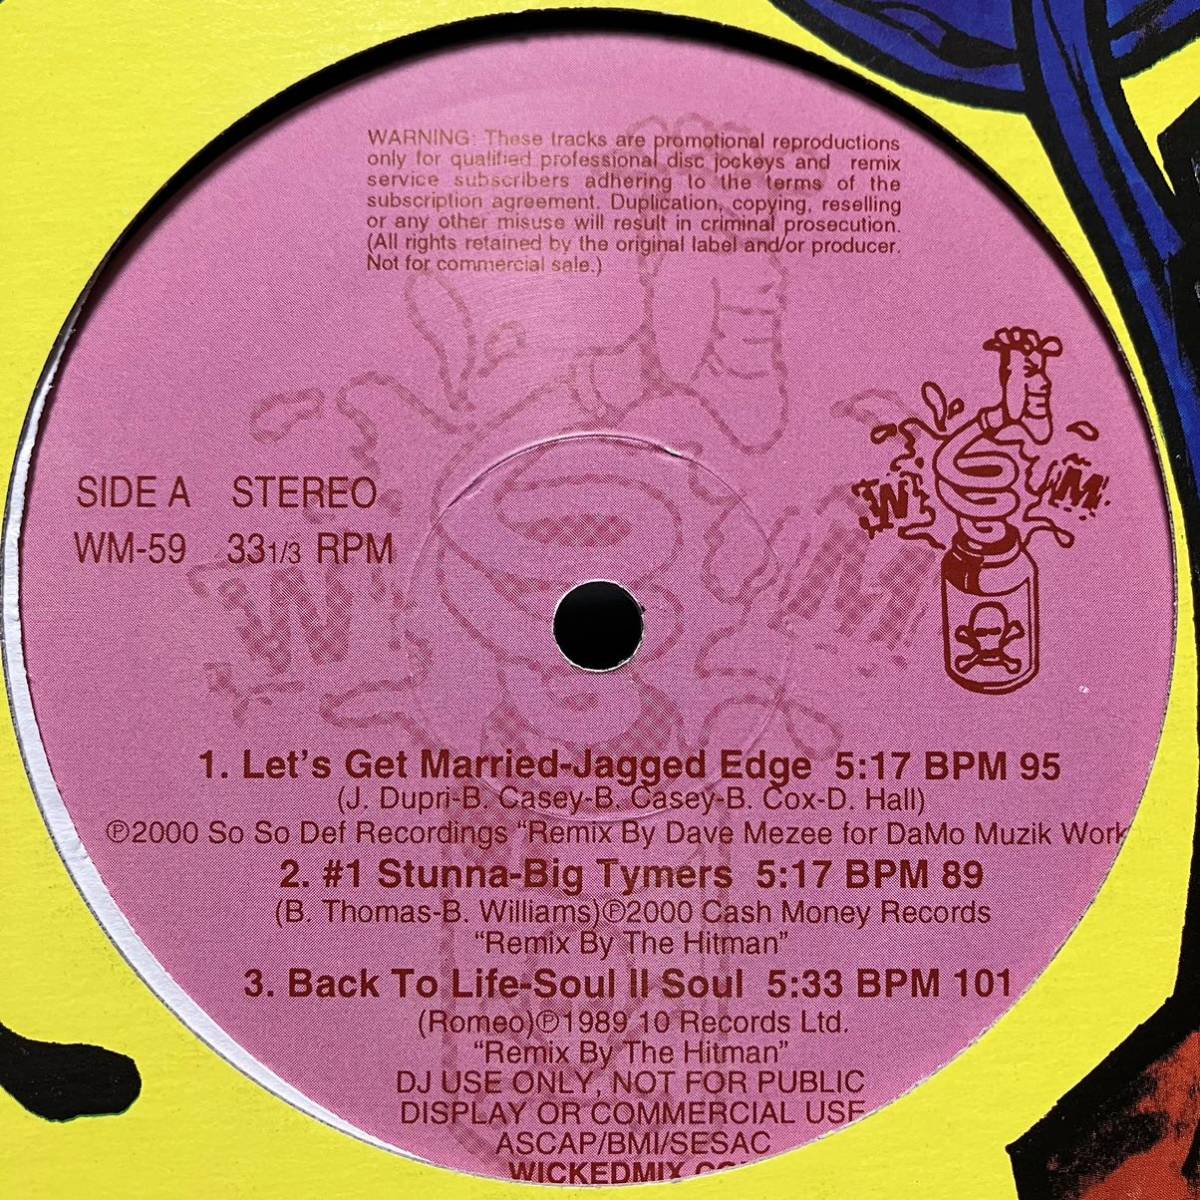 WARNING: These tracks are promotional reproductions
only for qualified professional disc jockeys and remix
service subscribers adhering to the terms of the
subscription agreement. Duplication, copying, reselling
or any other misuse will result in criminal prosecution.
(All rights retained by the original label and/or producer.
Not for commercial sale.)
W M
SIDE A STEREO
WM-59 331/3 RPM
1. Let's Get Married-Jagged Edge 5:17 BPM 95
(J. Dupri-B. Casey-B. Casey-B. Cox-D. Hall)
℗2000 So So Def Recordings “Remix By Dave Mezee for DaMo Muzik Work
2. #1 Stunna-Big Tymers 5:17 BPM 89
(B. Thomas-B. Williams)℗2000 Cash Money Records
“Remix By The Hitman”
3. Back To Life-Soul II Soul 5:33 BPM 101
(Romeo)℗1989 10 Records Ltd.
“Remix By The Hitman”
DJ USE ONLY, NOT FOR PUBLIC
DISPLAY OR COMMERCIAL USE
ASCAP/BMI/SESAC
WICKEDMIX